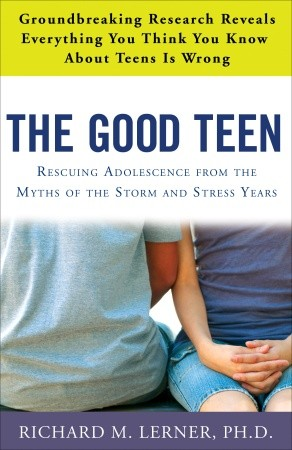 Groundbreaking Research Reveals
Everything You Think You Know
About Teens Is Wrong
THE GOOD TEEN
Rescuing Adolescence from the
Myths of the Storm and Stress Years
Richard M. Lerner, Ph.D.